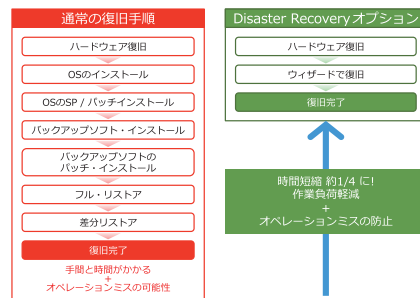 通常の復旧手順
ハードウェア復旧
OSのインストール
OSのSP / パッチインストール
バックアップソフト・インストール
バックアップソフトの
パッチ・インストール
フル・リストア
差分リストア
復旧完了
手間と時間がかかる
+
オペレーションミスの可能性
Disaster Recoveryオプション
ハードウェア復旧
ウィザードで復旧
復旧完了
時間短縮 約1/4 に!
作業負荷軽減
+
オペレーションミスの防止